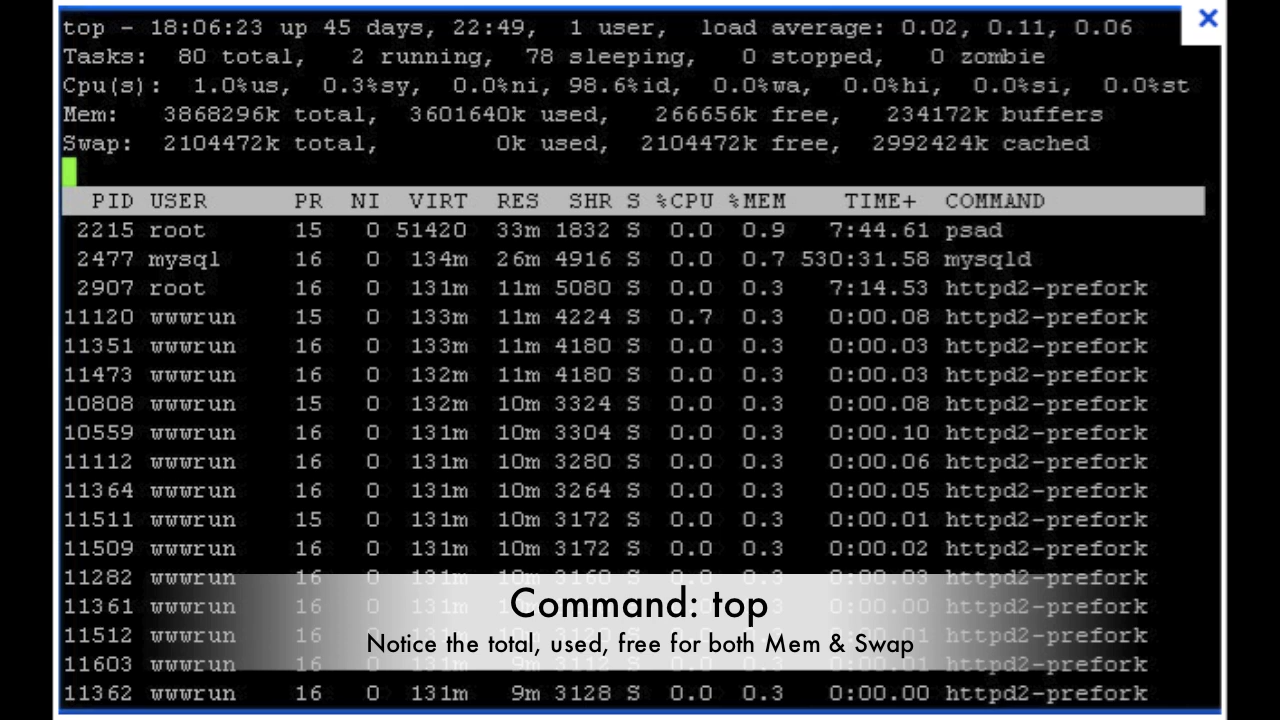 top - 18:06:23 up 45 days, 22:49,  1 user,  load average: 0.02, 0.11, 0.06
Tasks:  80 total,   2 running,  78 sleeping,   0 stopped,   0 zombie
Cpu(s):  1.0%us,  0.3%sy,  0.0%ni, 98.6%id,  0.0%wa,  0.0%hi,  0.0%si,  0.0%st
Mem:   3868296k total,  3601640k used,   266656k free,   234172k buffers
Swap:  2104472k total,        0k used,  2104472k free,  2992424k cached
PID USER      PR  NI  VIRT  RES  SHR S %CPU %MEM    TIME+  COMMAND
2215 root      15   0 51420  33m 1832 S  0.0  0.9   7:44.61 psad
2477 mysql     16   0  134m  26m 4916 S  0.0  0.7 530:31.58 mysqld
2907 root      16   0  131m  11m 5080 S  0.0  0.3   7:14.53 httpd2-prefork
11120 wwwrun    15   0  133m  11m 4224 S  0.7  0.3   0:00.08 httpd2-prefork
11351 wwwrun    16   0  133m  11m 4180 S  0.0  0.3   0:00.03 httpd2-prefork
11473 wwwrun    16   0  132m  11m 4180 S  0.0  0.3   0:00.03 httpd2-prefork
10808 wwwrun    15   0  132m  10m 3324 S  0.0  0.3   0:00.08 httpd2-prefork
10559 wwwrun    16   0  131m  10m 3304 S  0.0  0.3   0:00.10 httpd2-prefork
11112 wwwrun    16   0  131m  10m 3280 S  0.0  0.3   0:00.06 httpd2-prefork
11364 wwwrun    16   0  131m  10m 3264 S  0.0  0.3   0:00.05 httpd2-prefork
11511 wwwrun    15   0  131m  10m 3172 S  0.0  0.3   0:00.01 httpd2-prefork
11509 wwwrun    16   0  131m  10m 3172 S  0.0  0.3   0:00.02 httpd2-prefork
11282 wwwrun    16   0  131m  10m 3160 S  0.0  0.3   0:00.03 httpd2-prefork
11361 wwwrun    16   0:00.00 httpd2-prefork
11512 wwwrun    16   httpd2-prefork
11603 wwwrun    16   httpd2-prefork
11362 wwwrun    16   0  131m   9m 3128 S  0.0  0.3   0:00.00 httpd2-prefork
Command: top
Notice the total, used, free for both Mem & Swap